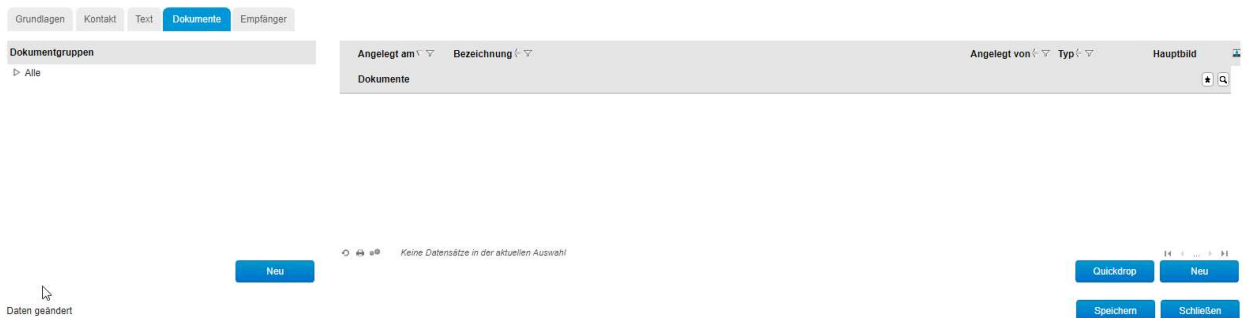 Grundlagen Kontakt Text Dokumente Empfänger
Dokumentgruppen
Alle
Angelegt am Bezeichnung Angelegt von Typ Hauptbild
Dokumente
Keine Datensätze in der aktuellen Auswahl
...
Neu
Quickdrop Neu
Daten geändert
Speichern Schließen